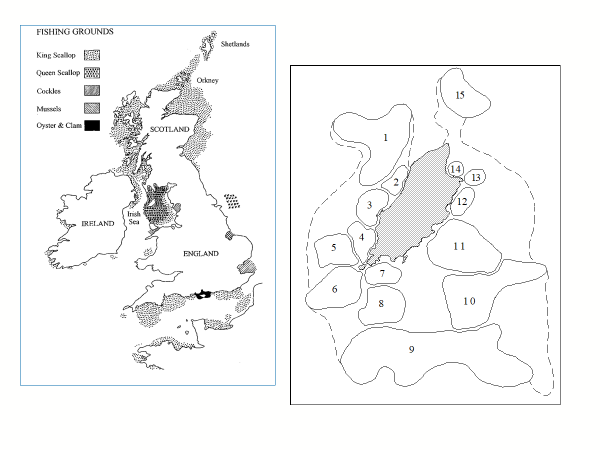 FISHING GROUNDS
King Scallop
Queen Scallop
Cockles
Mussels
Oyster & Clam
Shetlands
Orkney
SCOTLAND
IRELAND
Irish
Sea
ENGLAND
15
1
14
13
2
12
3
4
11
5
7
6
8
10
9